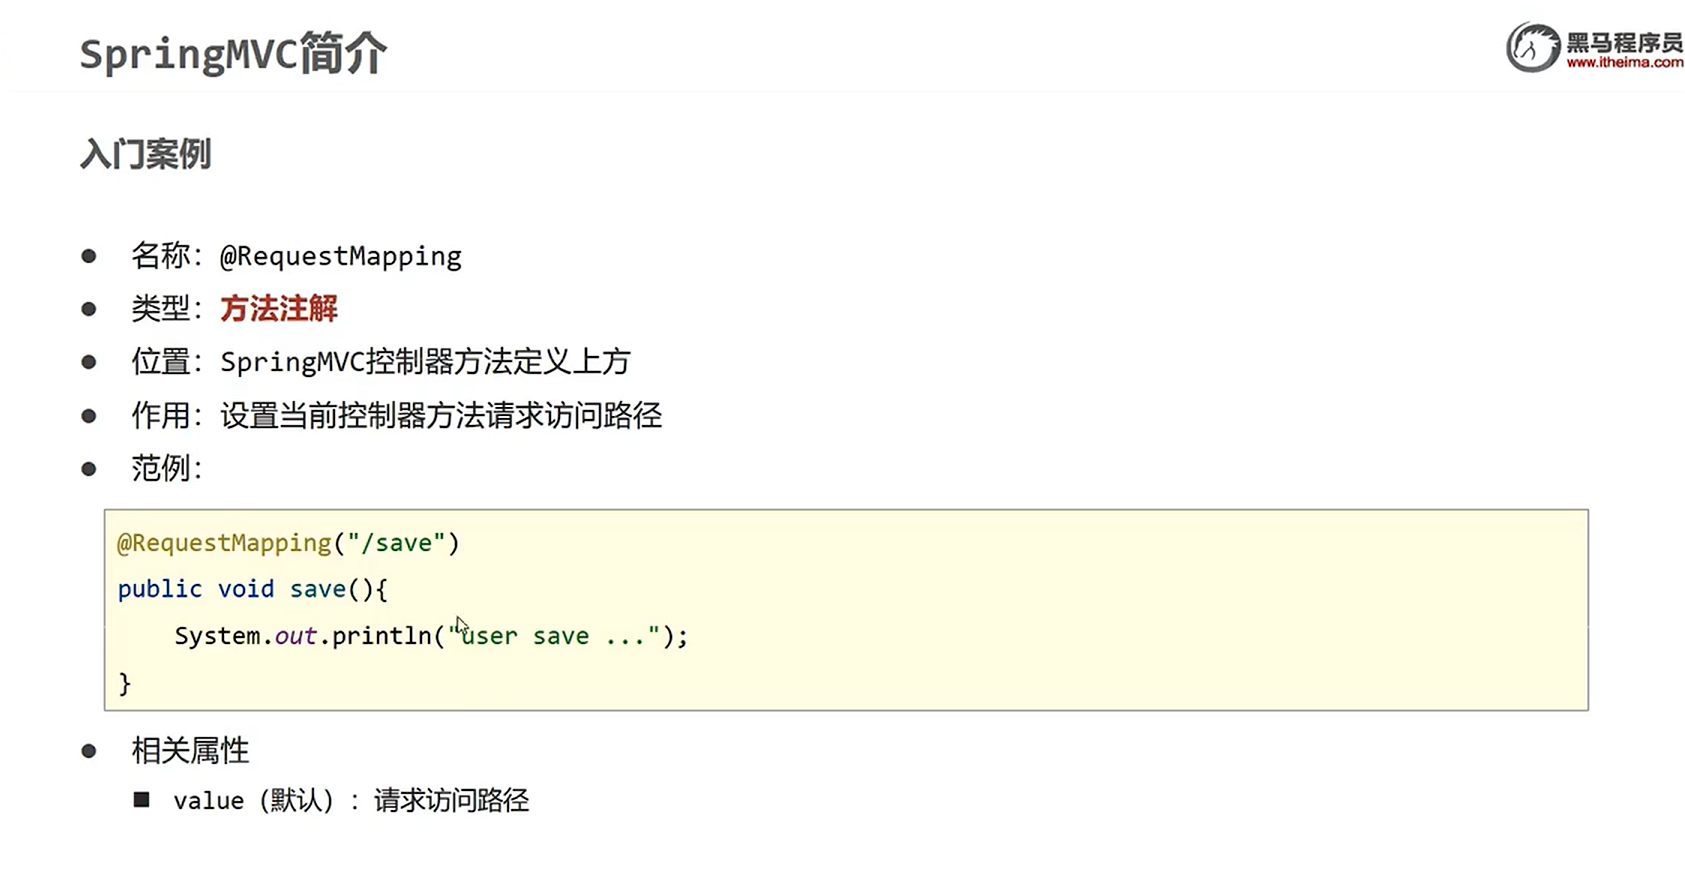 SpringMVC简介
黑马程序员
www.itheima.com
入门案例
● 名称：@RequestMapping
● 类型：方法注解
● 位置：SpringMVC控制器方法定义上方
● 作用：设置当前控制器方法请求访问路径
● 范例：
@RequestMapping("/save")
public void save(){
    System.out.println("user save ...");
}
● 相关属性
■ value（默认）：请求访问路径